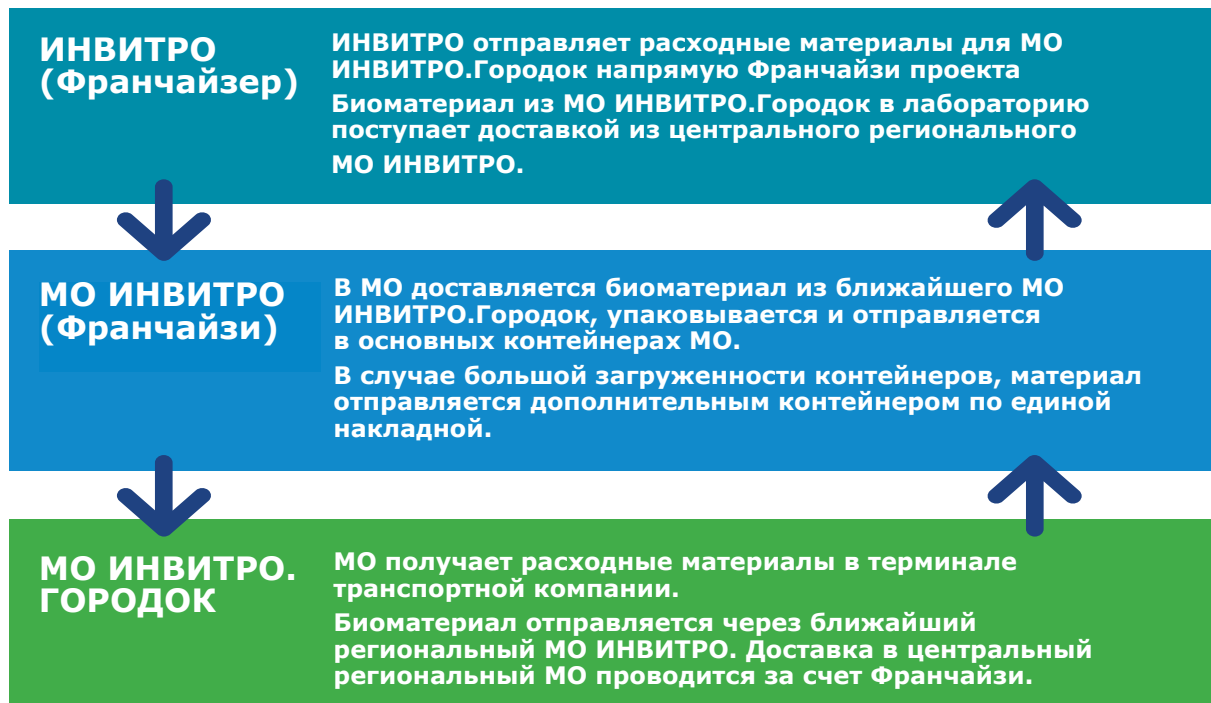 ИНВИТРО
(Франчайзер)
ИНВИТРО отправляет расходные материалы для МО
ИНВИТРО.Городок напрямую Франчайзи проекта
Биоматериал из МО ИНВИТРО.Городок в лабораторию
поступает доставкой из центрального регионального
МО ИНВИТРО.
МО ИНВИТРО
(Франчайзи)
В МО доставляется биоматериал из ближайшего МО
ИНВИТРО.Городок, упаковывается и отправляется
в основных контейнерах МО.
В случае большой загруженности контейнеров, материал
отправляется дополнительным контейнером по единой
накладной.
МО ИНВИТРО.
ГОРОДОК
МО получает расходные материалы в терминале
транспортной компании.
Биоматериал отправляется через ближайший
региональный МО ИНВИТРО. Доставка в центральный
региональный МО проводится за счет Франчайзи.